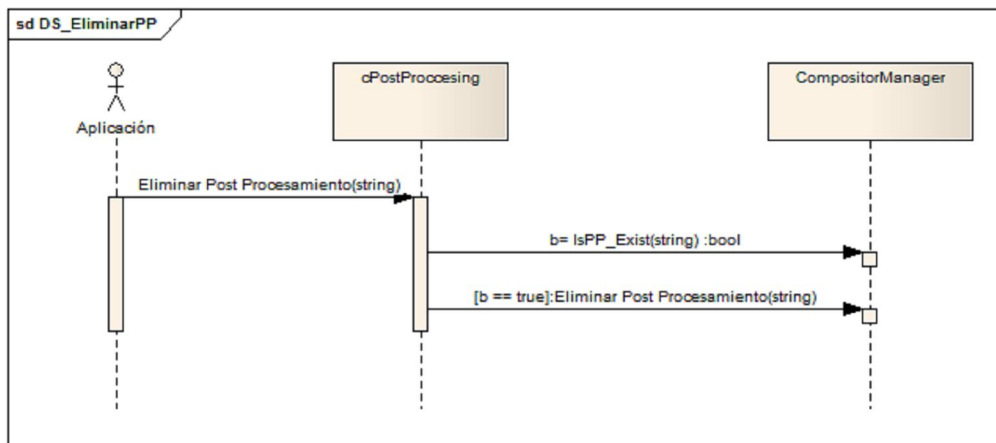 sd DS_EliminarPP
cPostProccesing
CompositorManager
Aplicación
Eliminar Post Procesamiento(string)
b= IsPP_Exist(string) :bool
[b == true]:Eliminar Post Procesamiento(string)